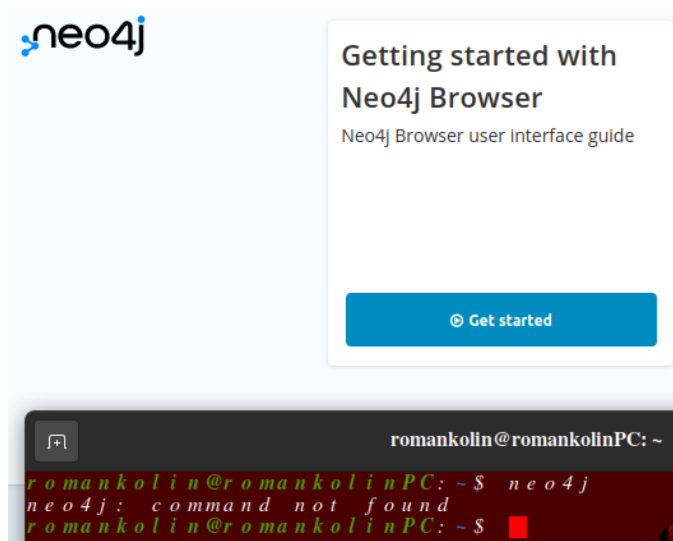 neo4j
Getting started with
Neo4j Browser
Neo4j Browser user interface guide
Get started
romankolin@romankolinPC: ~
romankolin@romankolinPC:~$ neo4j
neo4j: command not found
romankolin@romankolinPC:~$